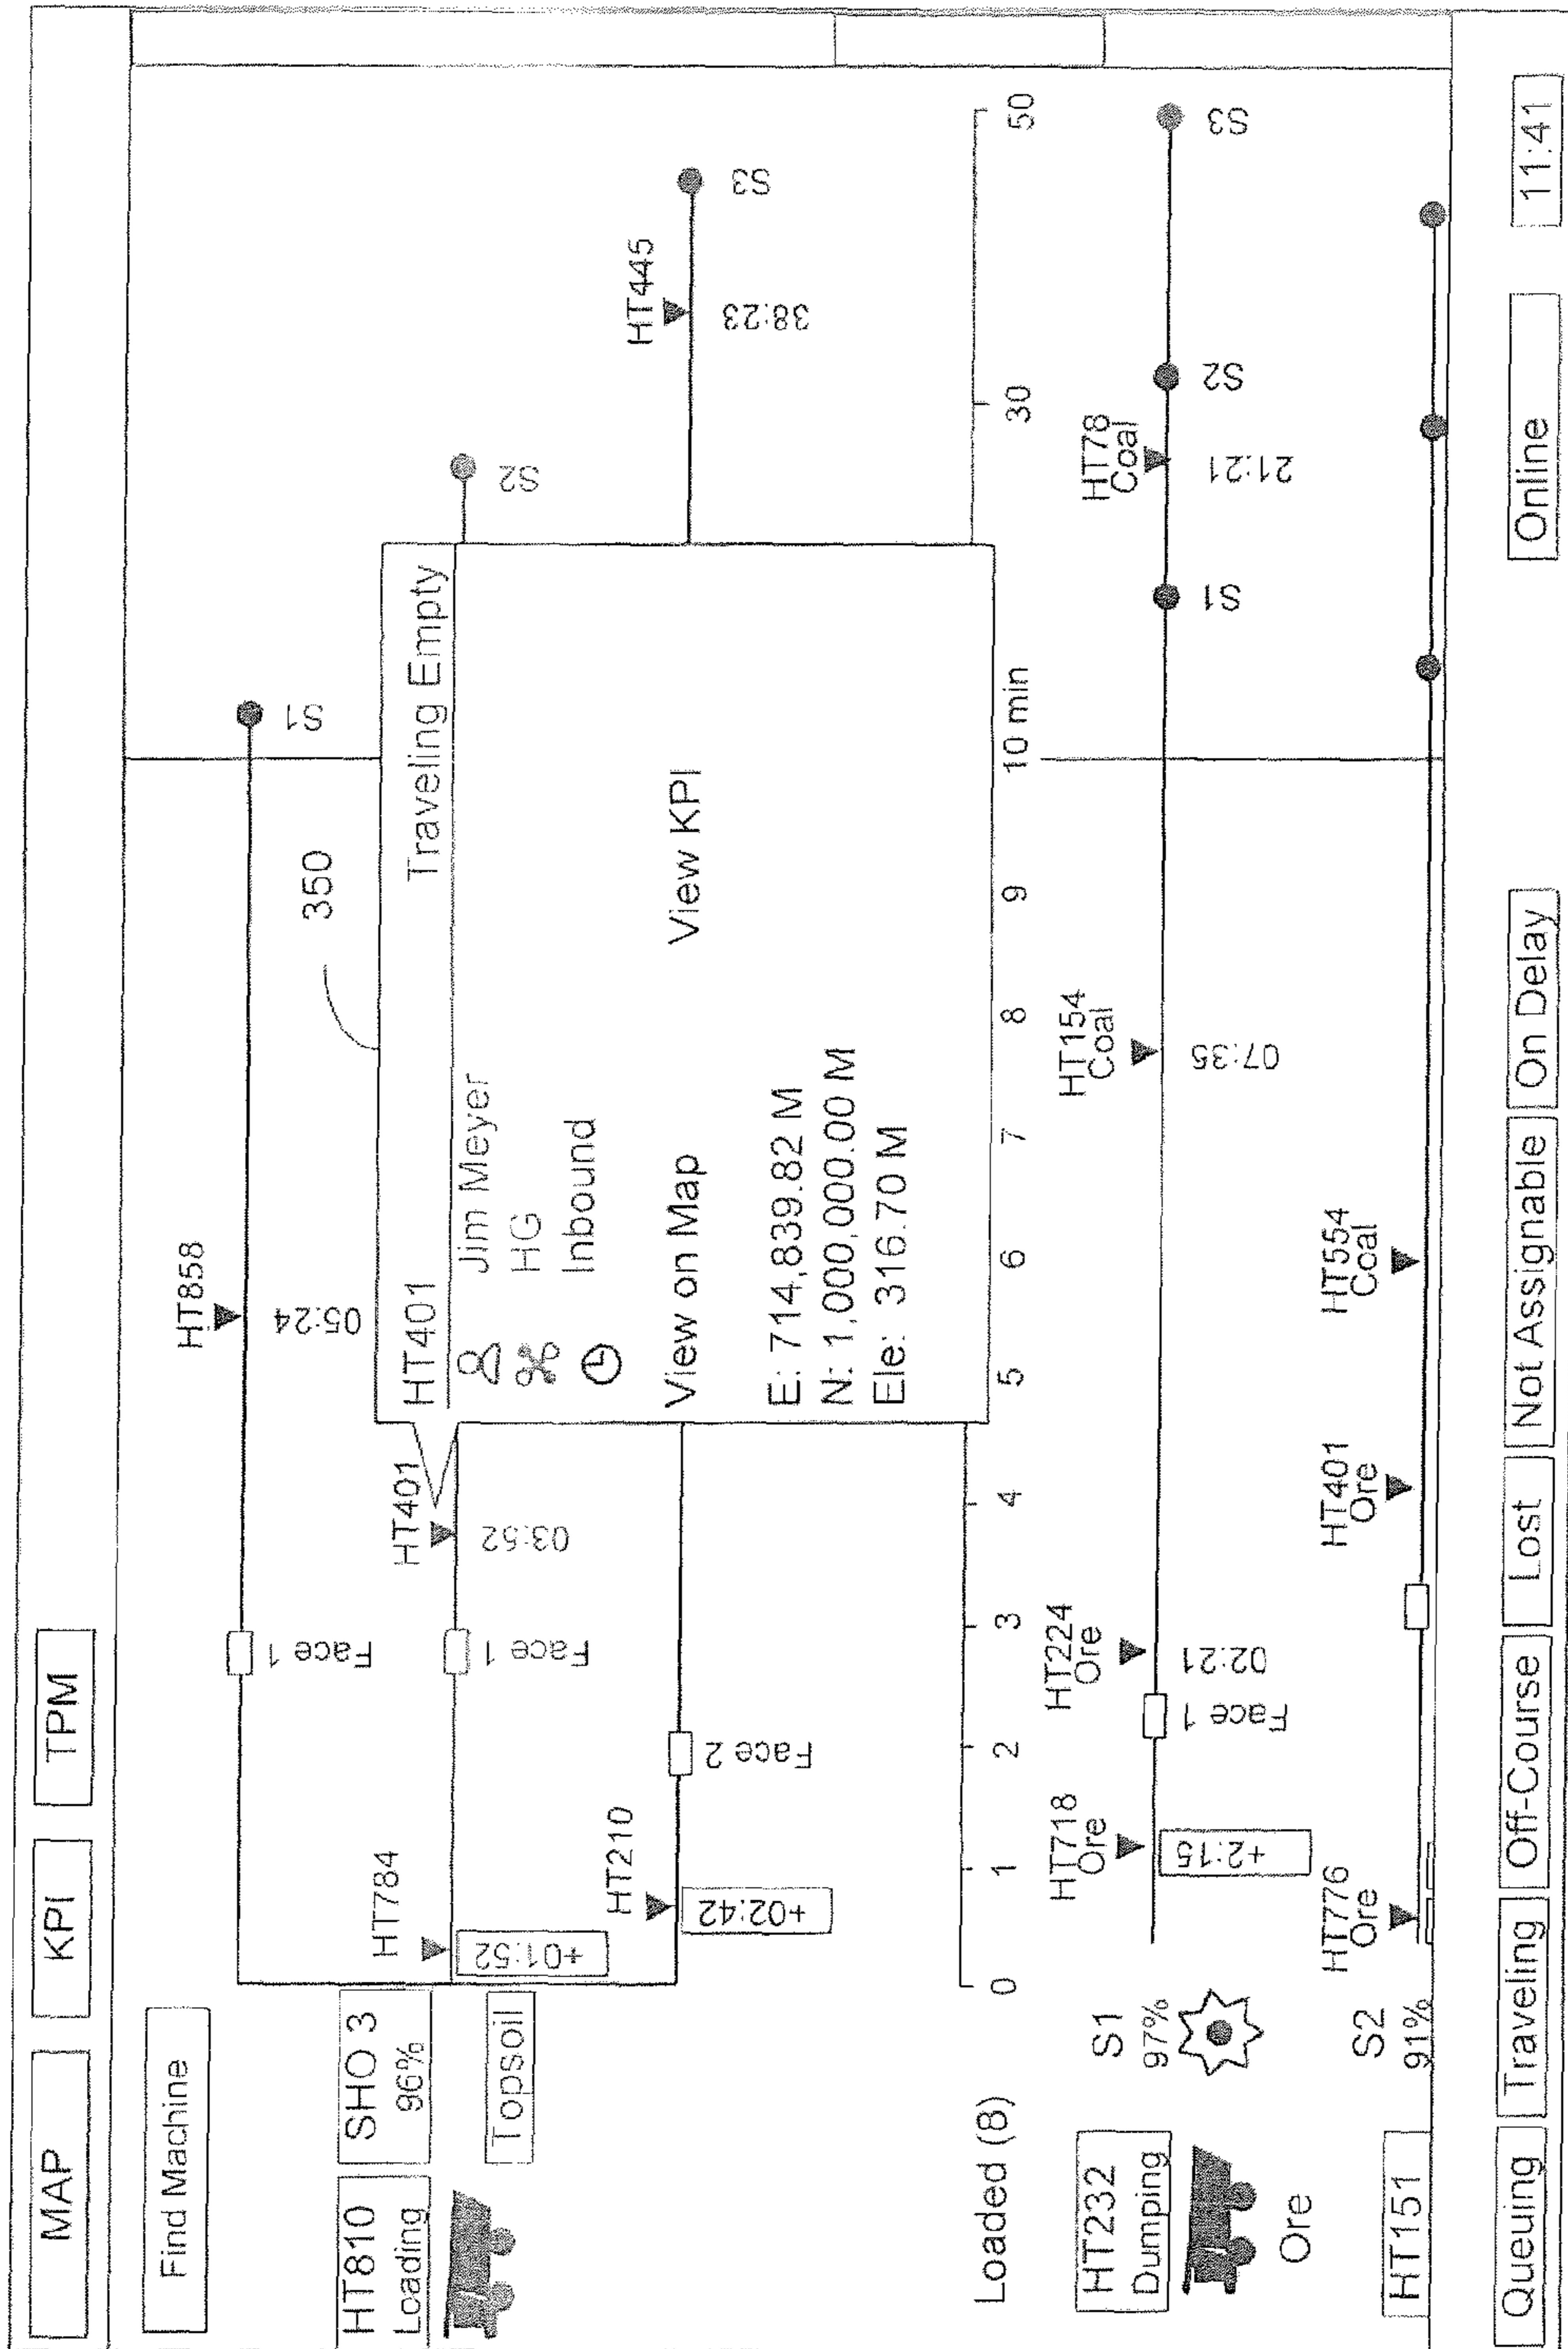 MAP
KPI
TPM
Find Machine
HT810
Loading
SHO 3
96%
Topsoil
HT858
05:24
Face 1
S1
350
HT784
+01:52
Face 1
HT401
03:52
S2
HT401
Traveling Empty
Jim Meyer
HG
Inbound
View on Map
View KPI
E: 714,839.82 M
N: 1,000,000.00 M
Ele: 316.70 M
HT210
+02:42
Face 2
HT445
38:23
S3
0
1
2
3
4
5
6
7
8
9
10 min
30
50
Loaded (8)
HT232
Dumping
Ore
S1
97%
HT718
Ore
+2:15
Face 1
HT224
Ore
02:21
HT154
Coal
07:35
S1
HT78
Coal
21:21
S2
S3
HT151
S2
91%
HT776
Ore
HT401
Ore
HT554
Coal
Queuing
Traveling
Off-Course
Lost
Not Assignable
On Delay
Online
11:41